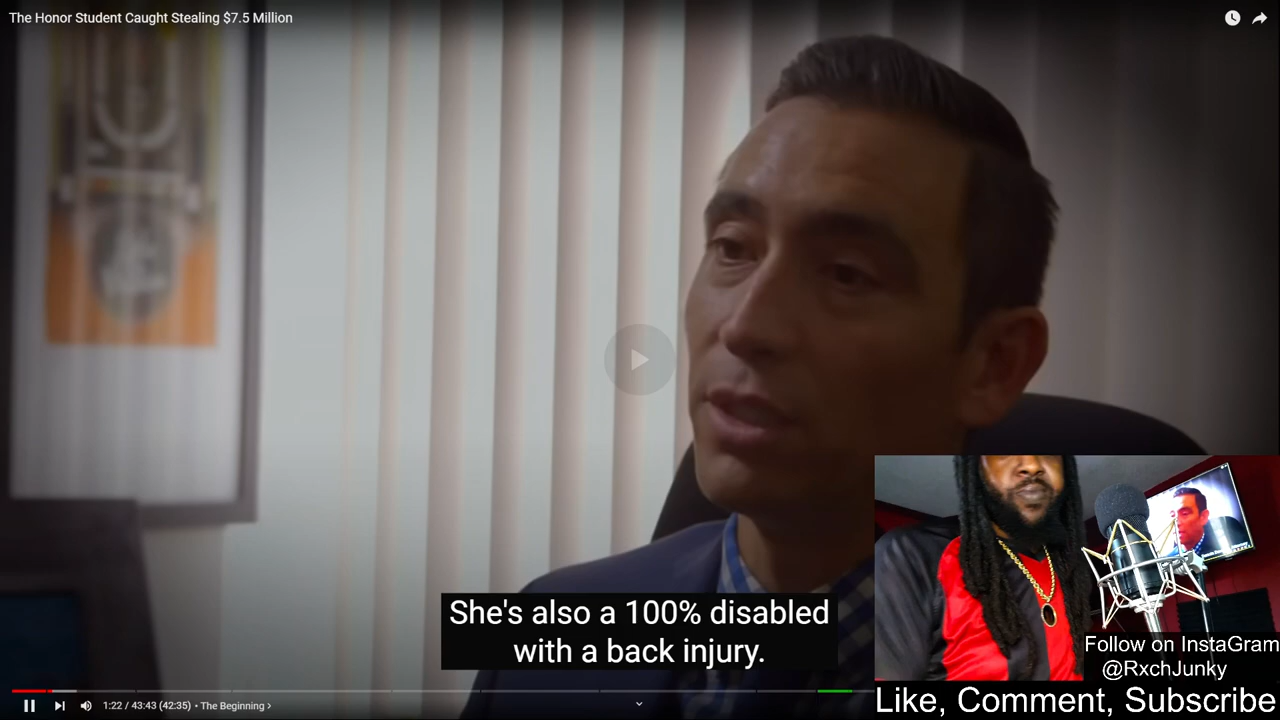 The Honor Student Caught Stealing $7.5 Million
She's also a 100% disabled
with a back injury.
Follow on InstaGram
@RxchJunky
Like, Comment, Subscribe
1:22 / 43:43 (42:35) • The Beginning >